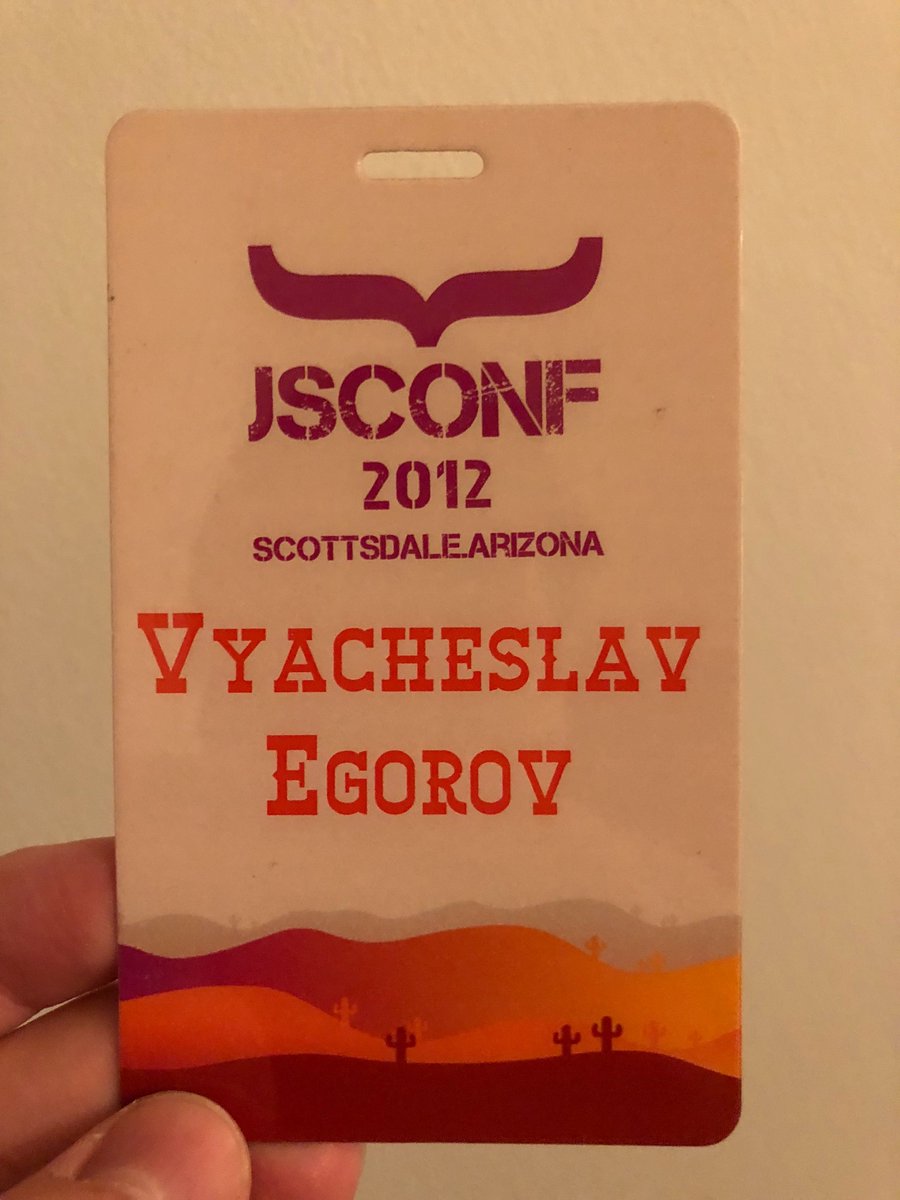 JSCONF
2012
SCOTTSDALE.ARIZONA
VYACHESLAV
EGOROV